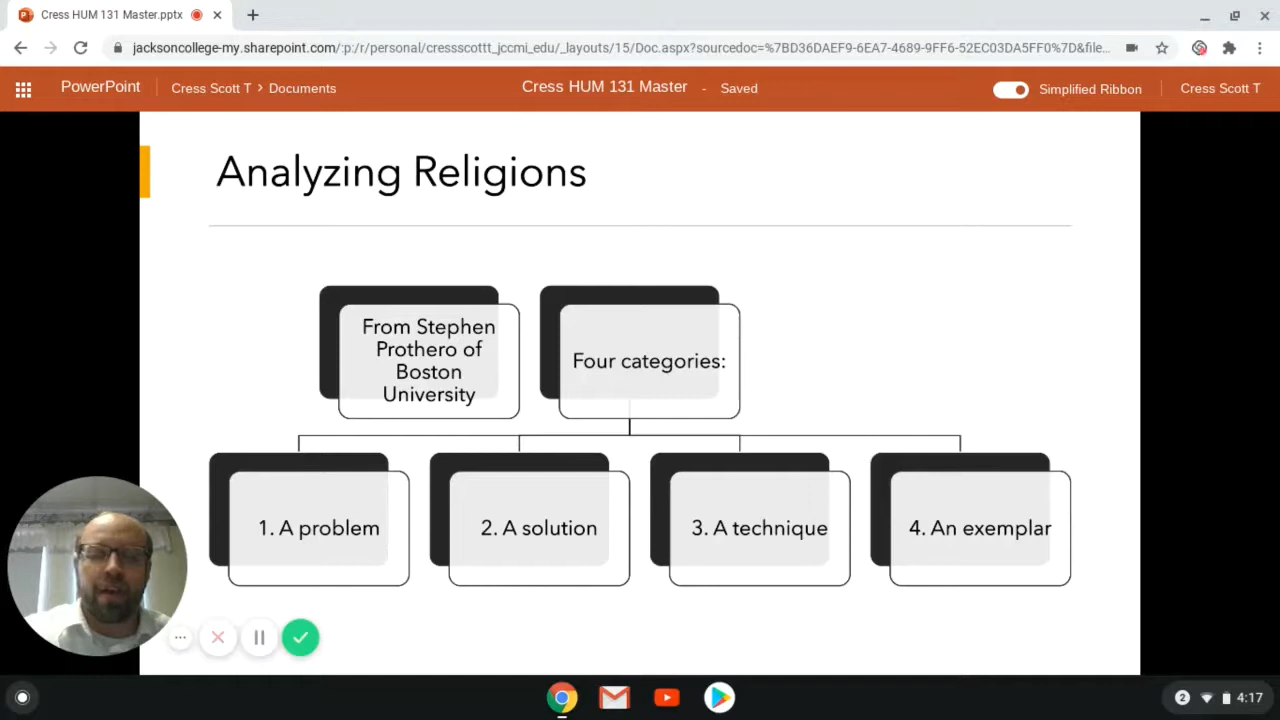 Cress HUM 131 Master.pptx
jacksoncollege-my.sharepoint.com/:p:/r/personal/cressscottt_jccmi_edu/_layouts/15/Doc.aspx?sourcedoc=%7BD36DAEF9-6EA7-4689-9FF6-52EC03DA5FF0%7D&file...
PowerPoint
Cress Scott T > Documents
Cress HUM 131 Master - Saved
Simplified Ribbon
Cress Scott T
Analyzing Religions
From Stephen
Prothero of
Boston
University
Four categories:
1. A problem
2. A solution
3. A technique
4. An exemplar
2
4:17